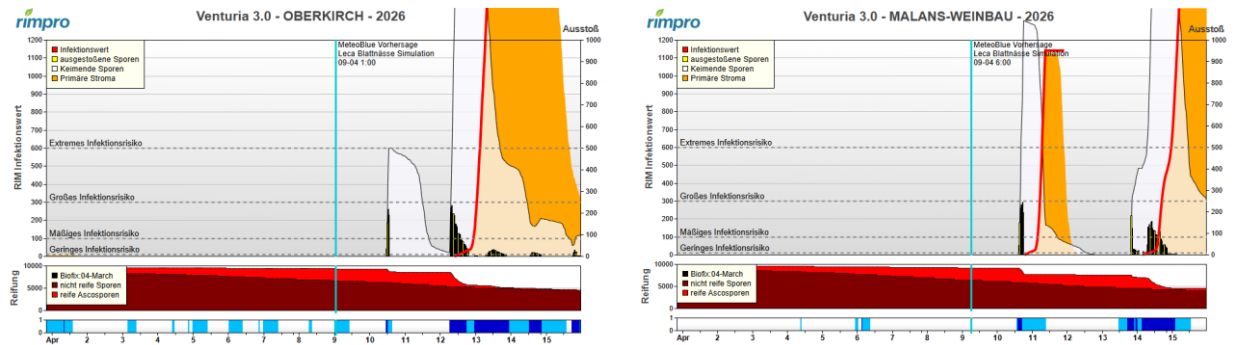 rimpro
Venturia 3.0 - OBERKIRCH - 2026
Ausstoß
1200
1100
1000
900
800
700
600
500
400
300
200
100
0
RIM Infektionswert
Infektionswert
ausgestoßene Sporen
Keimende Sporen
Primäre Stroma
MeteoBlue Vorhersage
Leca Blattnässe Simulation
09-04 1:00
Extremes Infektionsrisiko
Großes Infektionsrisiko
Mäßiges Infektionsrisiko
Geringes Infektionsrisiko
1000
900
800
700
600
500
400
300
200
100
0
Reifung
10000
5000
0
Biofix:04-March
nicht reife Sporen
reife Ascosporen
1
0
1
0
Apr 2 3 4 5 6 7 8 9 10 11 12 13 14 15
rimpro
Venturia 3.0 - MALANS-WEINBAU - 2026
Ausstoß
1200
1100
1000
900
800
700
600
500
400
300
200
100
0
RIM Infektionswert
Infektionswert
ausgestoßene Sporen
Keimende Sporen
Primäre Stroma
MeteoBlue Vorhersage
Leca Blattnässe Simulation
09-04 6:00
Extremes Infektionsrisiko
Großes Infektionsrisiko
Mäßiges Infektionsrisiko
Geringes Infektionsrisiko
1000
900
800
700
600
500
400
300
200
100
0
Reifung
10000
5000
0
Biofix:04-March
nicht reife Sporen
reife Ascosporen
1
0
1
0
Apr 2 3 4 5 6 7 8 9 10 11 12 13 14 15